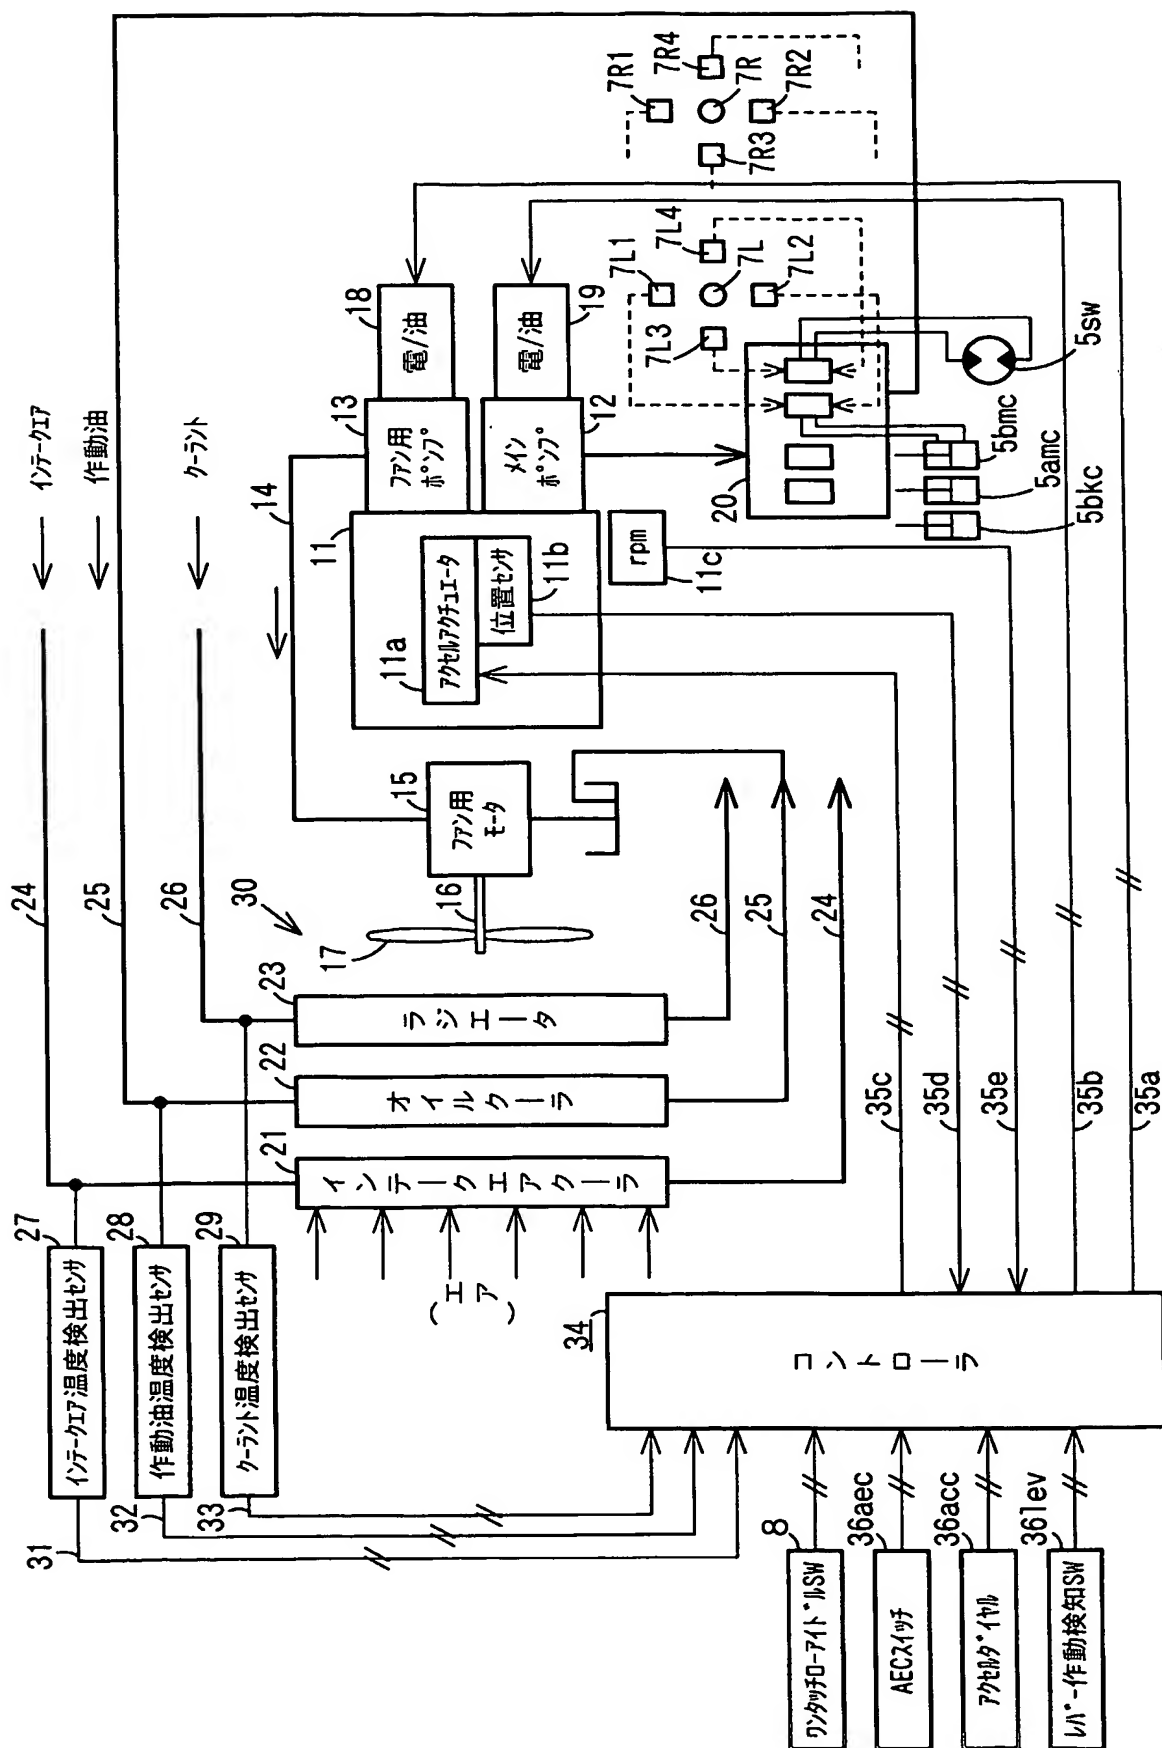 インテークエア
作動油
クーラント
24
25
26
14
13
ファン用
ポンプ
18
電/油
メイン
ポンプ
12
電/油
19
11
11a
アクセルアクチュエータ
位置センサ
11b
rpm
11c
15
ファン用
モータ
16
17
30
20
7L1
7L4
7L
7L2
7L3
7R1
7R4
7R
7R2
7R3
5sw
5bmc
5amc
5bkc
23
ラジエータ
22
オイルクーラ
21
インテークエアクーラ
26
25
24
(エア)
27
インテークエア温度検出センサ
28
作動油温度検出センサ
29
クーラント温度検出センサ
31
32
33
34
コントローラ
35c
35d
35e
35b
35a
8
ワンタッチローアイドルSW
36aec
AECスイッチ
36acc
アクセルダイヤル
36lev
レバー作動検知SW